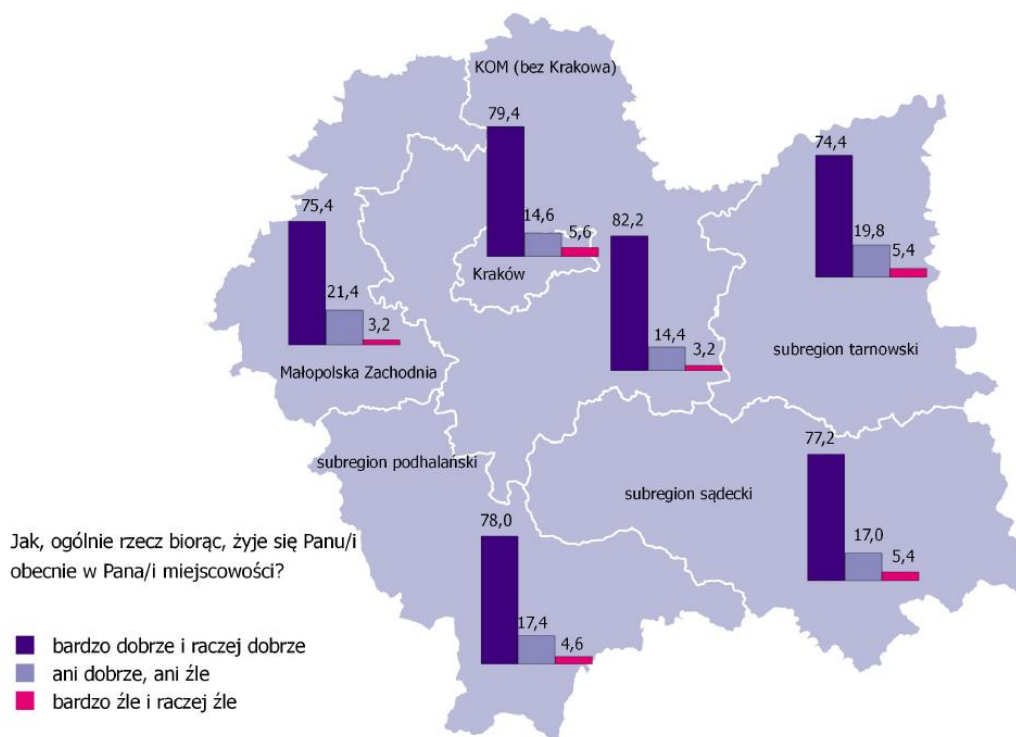 KOM (bez Krakowa)
79,4
14,6
5,6
Kraków
82,2
14,4
3,2
74,4
19,8
5,4
subregion tarnowski
75,4
21,4
3,2
Małopolska Zachodnia
subregion podhalański
78,0
17,4
4,6
subregion sądecki
77,2
17,0
5,4
Jak, ogólnie rzecz biorąc, żyje się Panu/i
obecnie w Pana/i miejscowości?
bardzo dobrze i raczej dobrze
ani dobrze, ani źle
bardzo źle i raczej źle